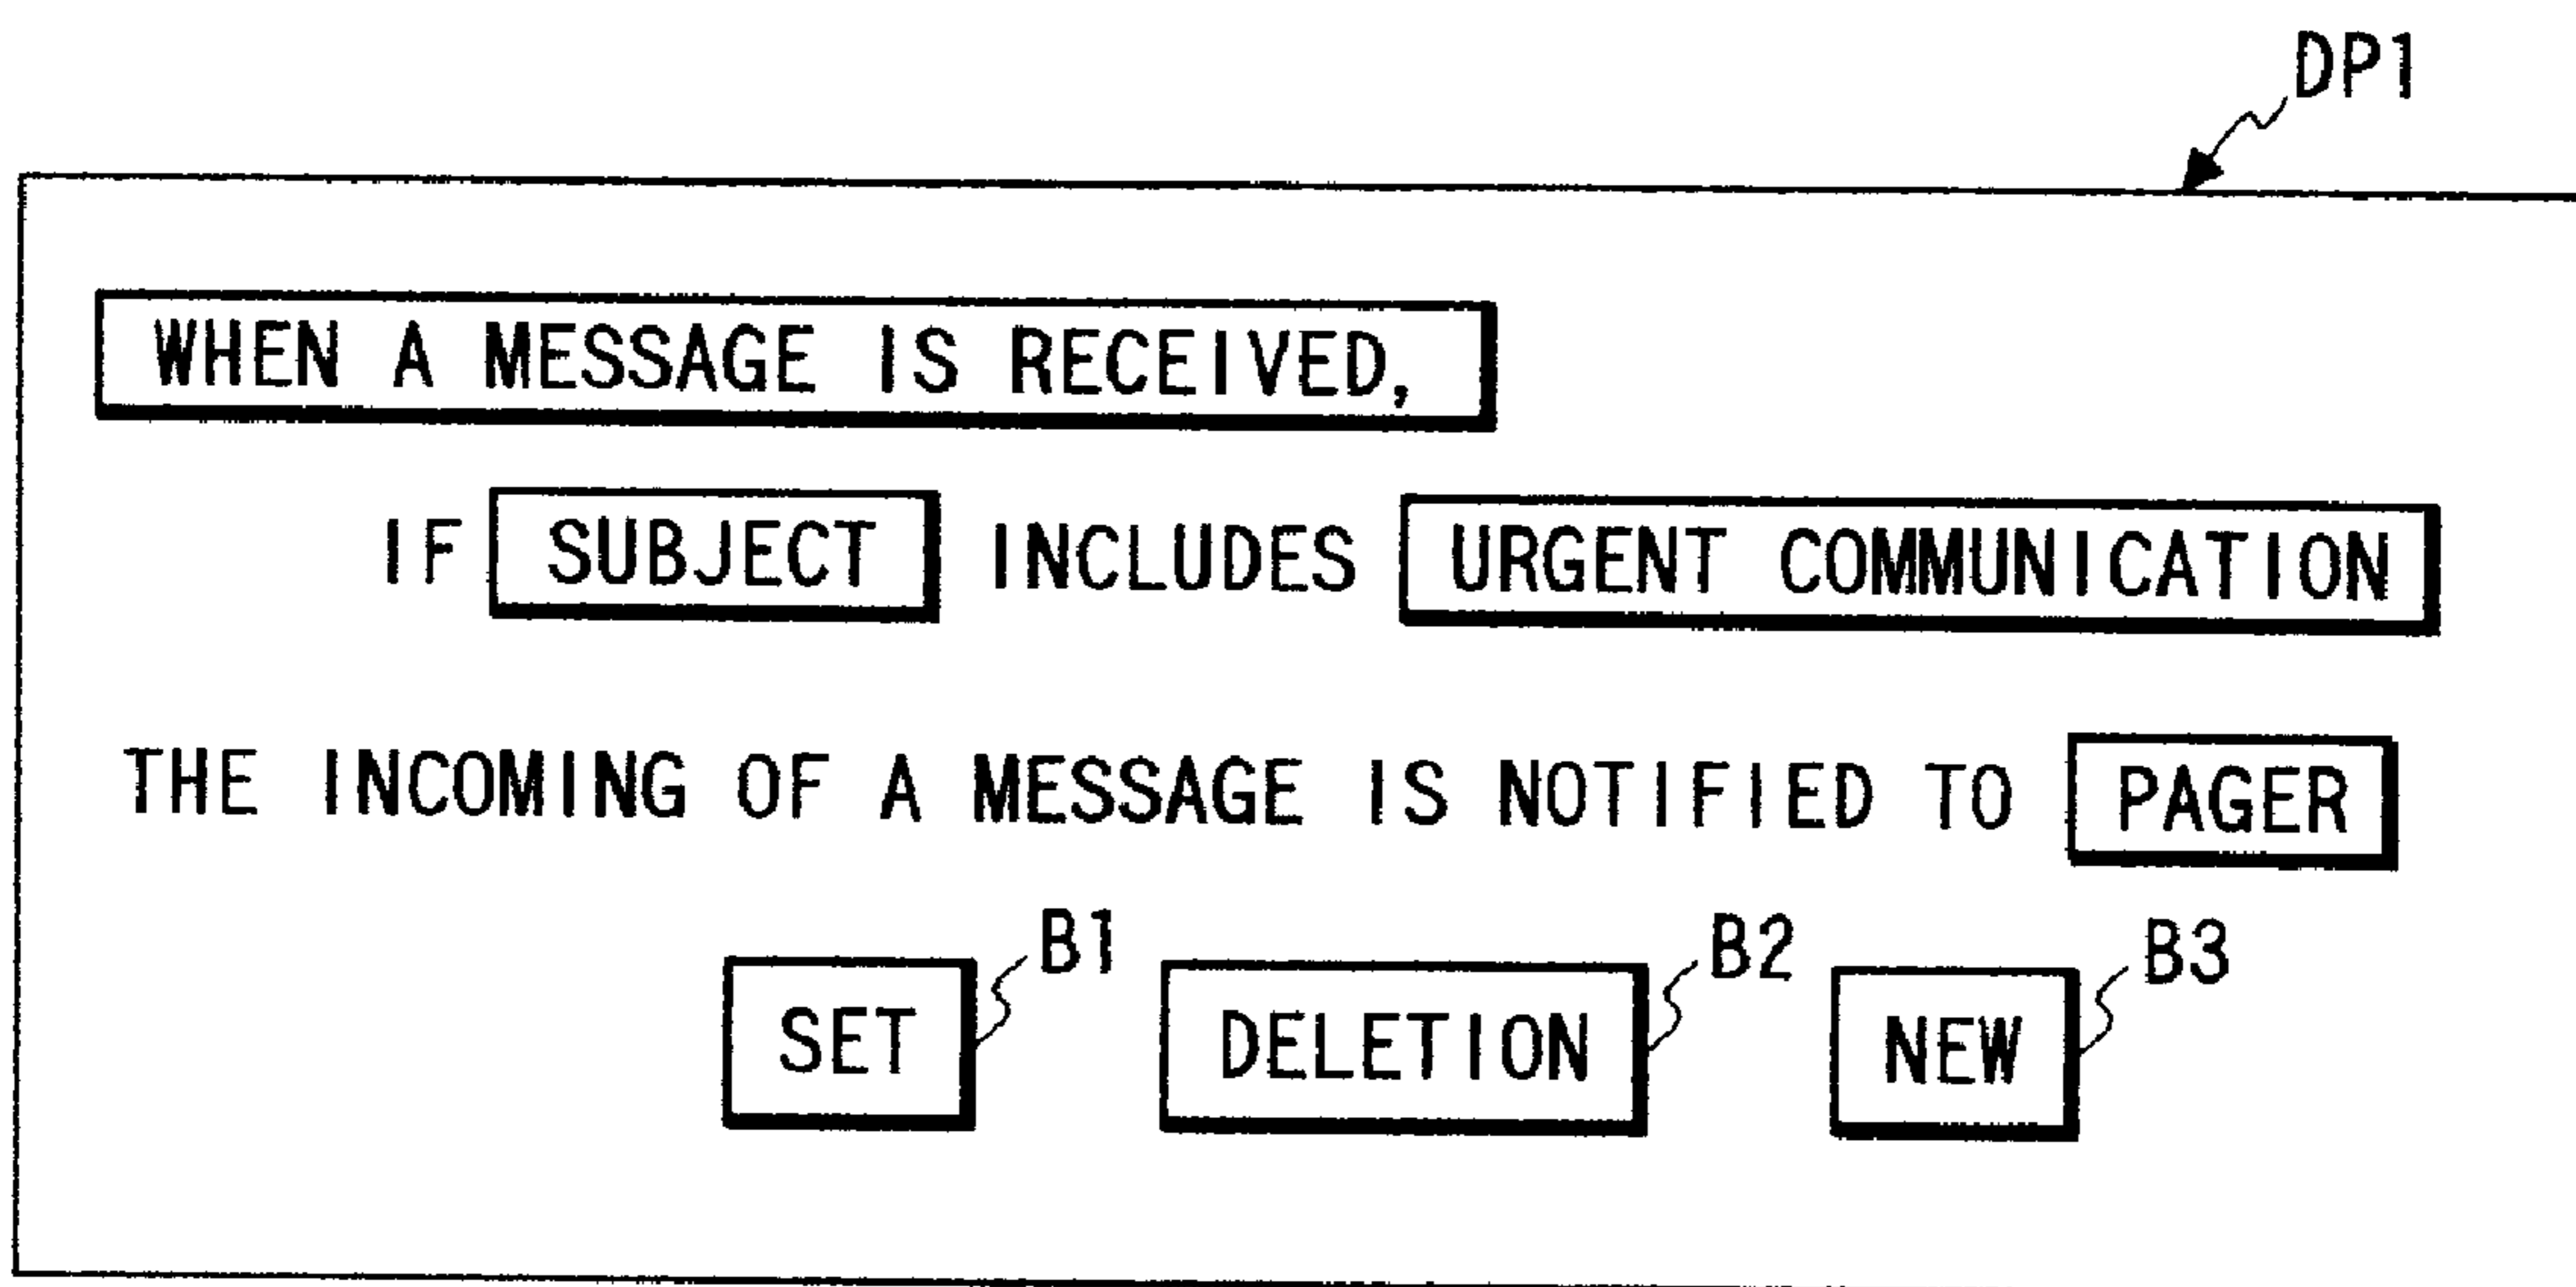 DP1
WHEN A MESSAGE IS RECEIVED,
IF SUBJECT INCLUDES URGENT COMMUNICATION
THE INCOMING OF A MESSAGE IS NOTIFIED TO PAGER
B1 B2 B3
SET DELETION NEW